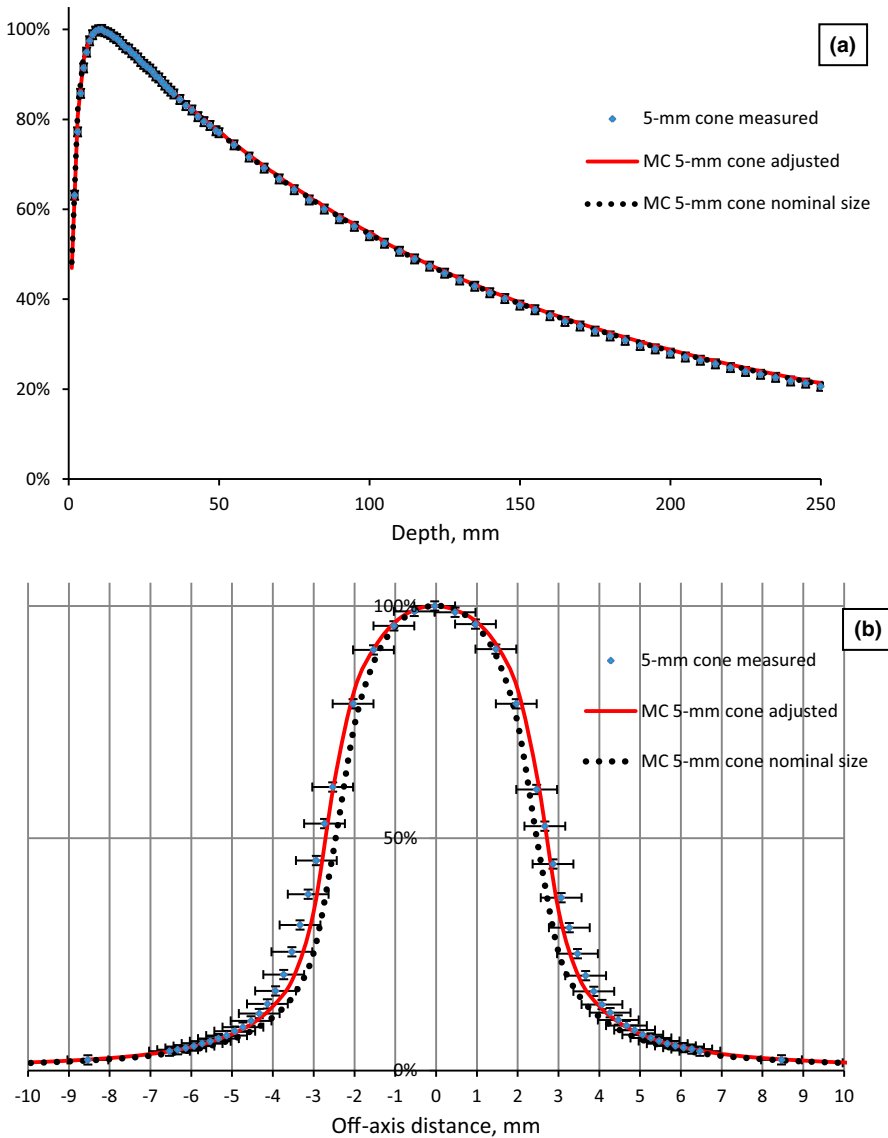 100%
80%
60%
40%
20%
0%
0 50 100 150 200 250
Depth, mm
(a)
5-mm cone measured
MC 5-mm cone adjusted
MC 5-mm cone nominal size
100%
50%
0%
(b)
5-mm cone measured
MC 5-mm cone adjusted
MC 5-mm cone nominal size
-10 -9 -8 -7 -6 -5 -4 -3 -2 -1 0 1 2 3 4 5 6 7 8 9 10
Off-axis distance, mm